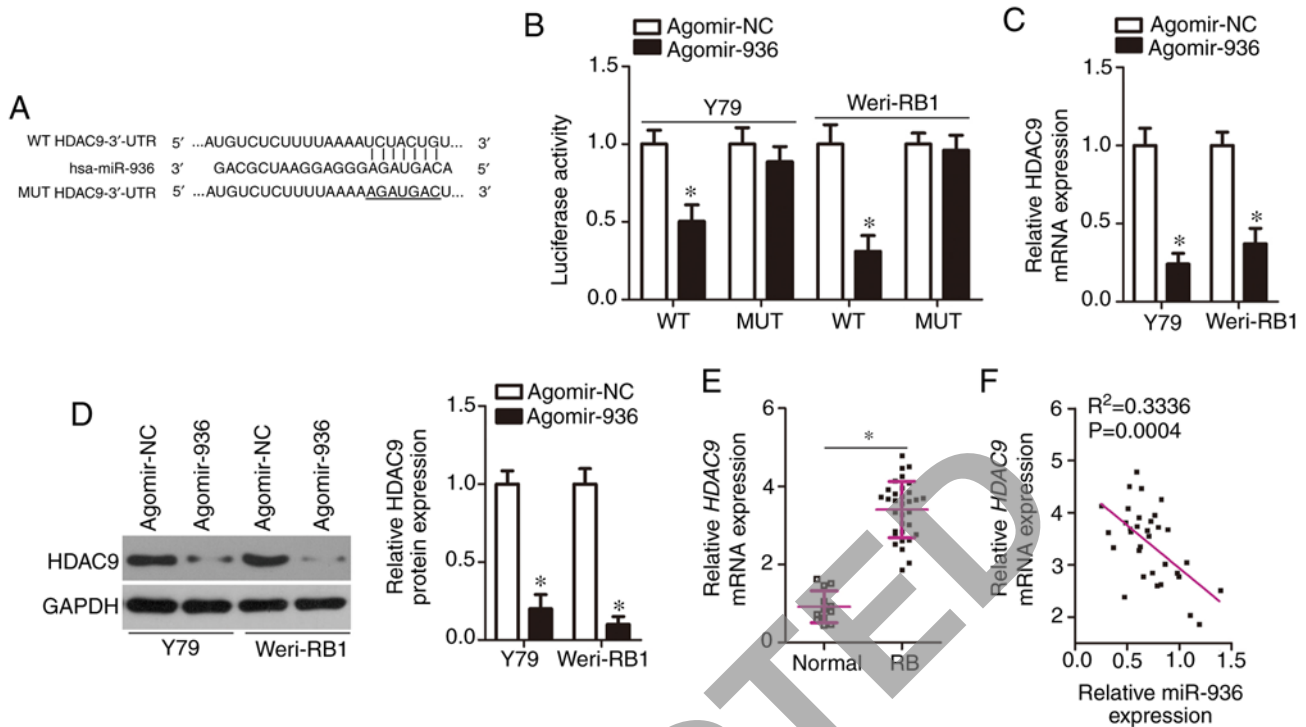 A
WT HDAC9-3′-UTR 5′ ...AUGUCUCUUUUAAAAUCUACUGU... 3′
hsa-miR-936 3′ GACGCUAAGGAGGGAGAUGACA 5′
MUT HDAC9-3′-UTR 5′ ...AUGUCUCUUUUAAAAAGAUGACU... 3′
B
Agomir-NC
Agomir-936
Luciferase activity
1.5
1.0
0.5
0.0
Y79
Weri-RB1
*
*
WT
MUT
WT
MUT
C
Agomir-NC
Agomir-936
Relative HDAC9
mRNA expression
1.5
1.0
0.5
0.0
*
*
Y79
Weri-RB1
D
Agomir-NC
Agomir-936
Agomir-NC
Agomir-936
HDAC9
GAPDH
Y79
Weri-RB1
Agomir-NC
Agomir-936
Relative HDAC9
protein expression
1.5
1.0
0.5
0.0
*
*
Y79
Weri-RB1
E
Relative HDAC9
mRNA expression
6
4
2
0
*
Normal
RB
F
R²=0.3336
P=0.0004
Relative HDAC9
mRNA expression
6
5
4
3
2
0.0
0.5
1.0
1.5
Relative miR-936
expression
TED